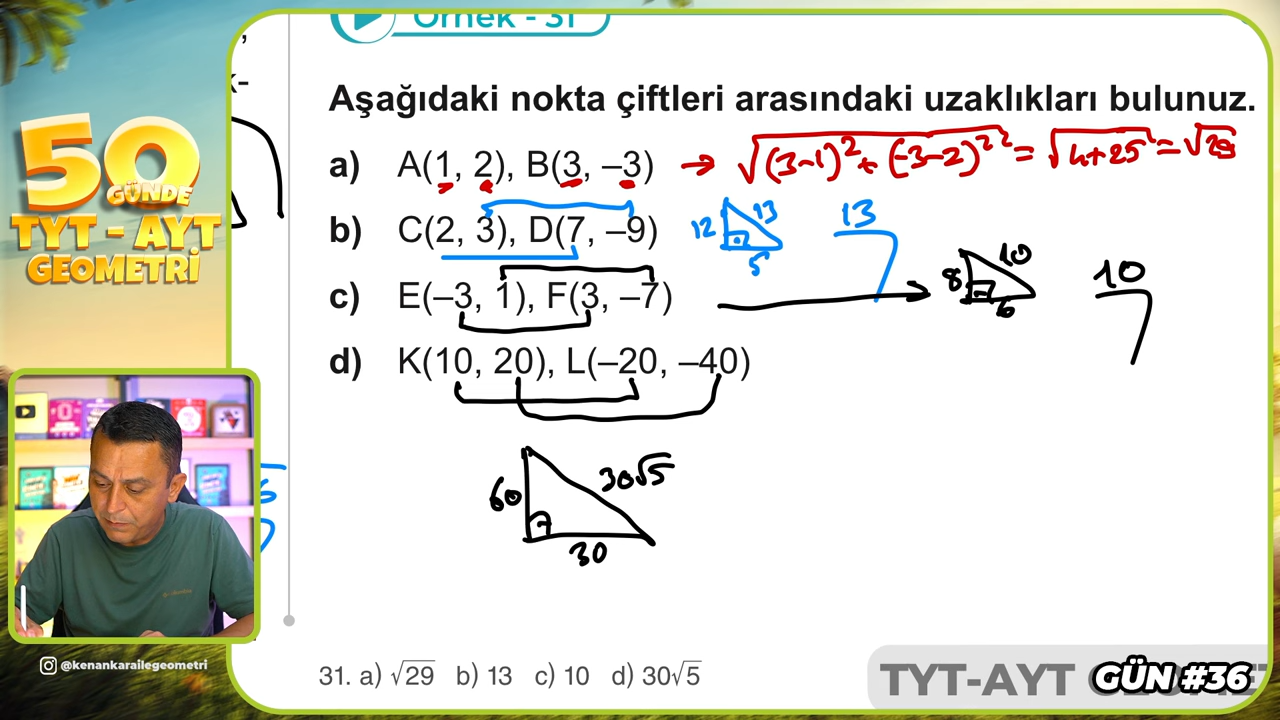 Örnek - 31
Aşağıdaki nokta çiftleri arasındaki uzaklıkları bulunuz.
a) A(1, 2), B(3, –3) → √(3-1)² + (-3-2)² = √4+25 = √29
b) C(2, 3), D(7, –9) 12 13 5 13
c) E(–3, 1), F(3, –7) 8 10 6 10
d) K(10, 20), L(–20, –40)
60 30√5
30
31. a) √29 b) 13 c) 10 d) 30√5
50
GÜNDE
TYT - AYT
GEOMETRİ
@kenankarailegeometri
TYT-AYT
GÜN #36